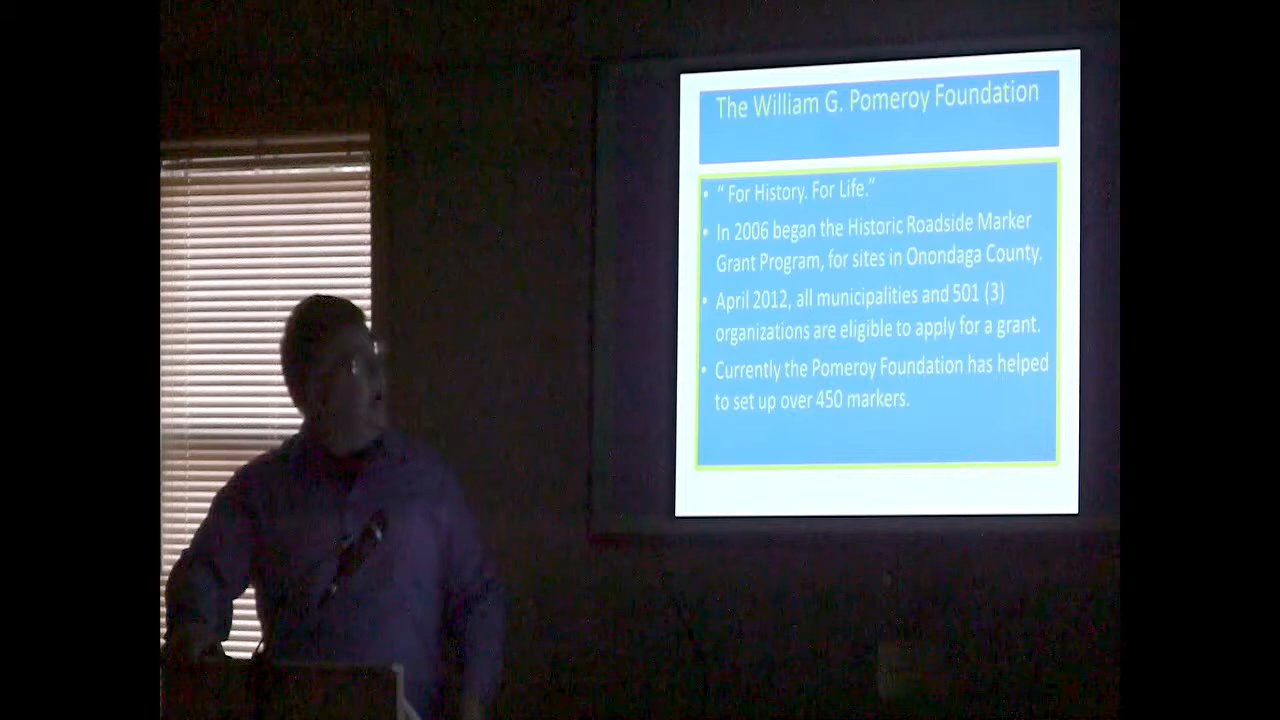 The William G. Pomeroy Foundation
• “ For History. For Life.”
• In 2006 began the Historic Roadside Marker
Grant Program, for sites in Onondaga County.
• April 2012, all municipalities and 501 (3)
organizations are eligible to apply for a grant.
• Currently the Pomeroy Foundation has helped
to set up over 450 markers.